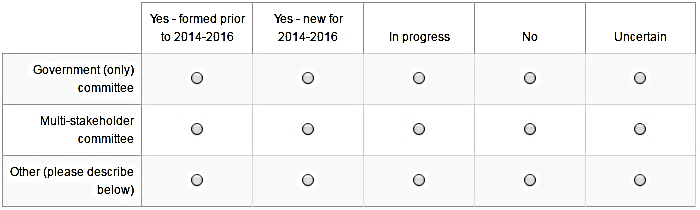 Yes - formed prior
to 2014-2016
Yes - new for
2014-2016
In progress
No
Uncertain
Government (only)
committee
Multi-stakeholder
committee
Other (please describe
below)